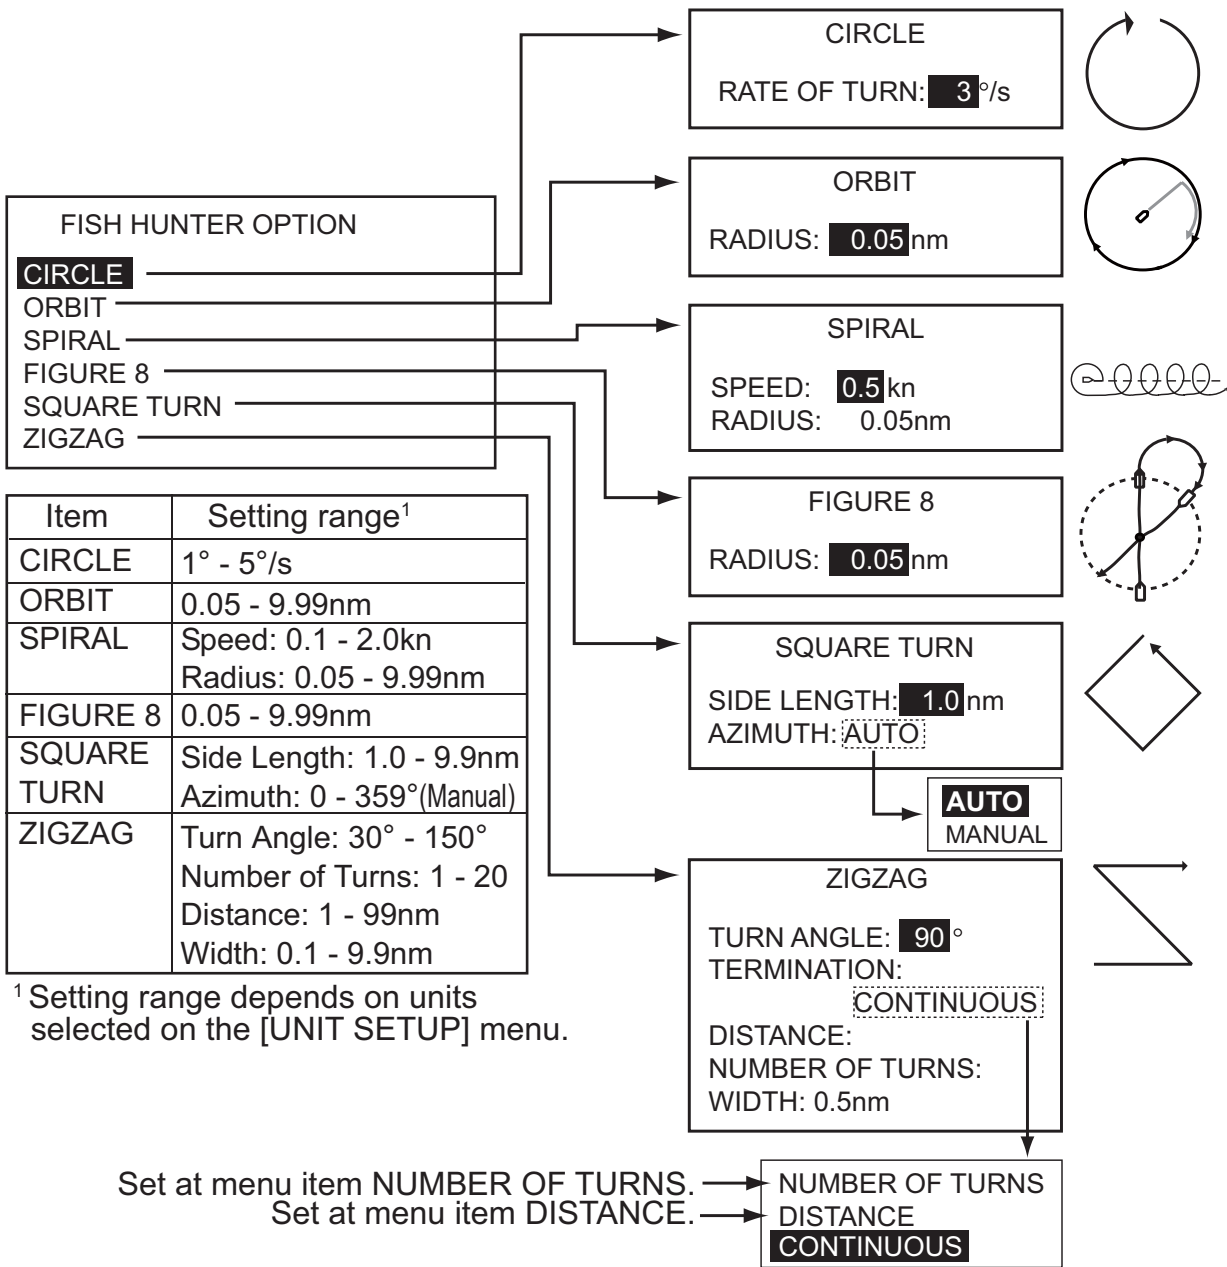 CIRCLE
RATE OF TURN: 3 °/s
ORBIT
RADIUS: 0.05 nm
FISH HUNTER OPTION
CIRCLE
ORBIT
SPIRAL
FIGURE 8
SQUARE TURN
ZIGZAG
SPIRAL
SPEED: 0.5 kn
RADIUS: 0.05nm
FIGURE 8
RADIUS: 0.05 nm
Item Setting range¹
CIRCLE 1° - 5°/s
ORBIT 0.05 - 9.99nm
SPIRAL Speed: 0.1 - 2.0kn
Radius: 0.05 - 9.99nm
FIGURE 8 0.05 - 9.99nm
SQUARE Side Length: 1.0 - 9.9nm
TURN Azimuth: 0 - 359°(Manual)
ZIGZAG Turn Angle: 30° - 150°
Number of Turns: 1 - 20
Distance: 1 - 99nm
Width: 0.1 - 9.9nm
¹ Setting range depends on units
selected on the [UNIT SETUP] menu.
SQUARE TURN
SIDE LENGTH: 1.0 nm
AZIMUTH: AUTO
AUTO
MANUAL
ZIGZAG
TURN ANGLE: 90 °
TERMINATION:
CONTINUOUS
DISTANCE:
NUMBER OF TURNS:
WIDTH: 0.5nm
Set at menu item NUMBER OF TURNS.
Set at menu item DISTANCE.
NUMBER OF TURNS
DISTANCE
CONTINUOUS